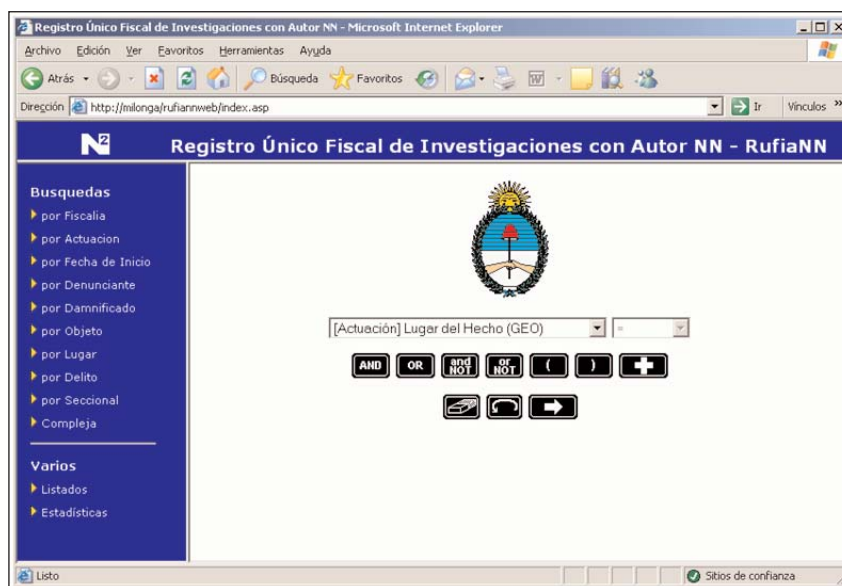 Registro Único Fiscal de Investigaciones con Autor NN - Microsoft Internet Explorer
Archivo Edición Ver Favoritos Herramientas Ayuda
Atrás Búsqueda Favoritos
Dirección http://milonga/rufiannweb/index.asp Ir Vínculos »
N2 Registro Único Fiscal de Investigaciones con Autor NN - RufiaNN
Busquedas
por Fiscalia
por Actuacion
por Fecha de Inicio
por Denunciante
por Damnificado
por Objeto
por Lugar
por Delito
por Seccional
Compleja
Varios
Listados
Estadísticas
[Actuación] Lugar del Hecho (GEO) =
AND OR and NOT or NOT ( ) +
Listo Sitios de confianza